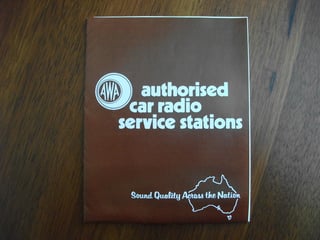 AWA
authorised
car radio
service stations
Sound Quality Across the Nation